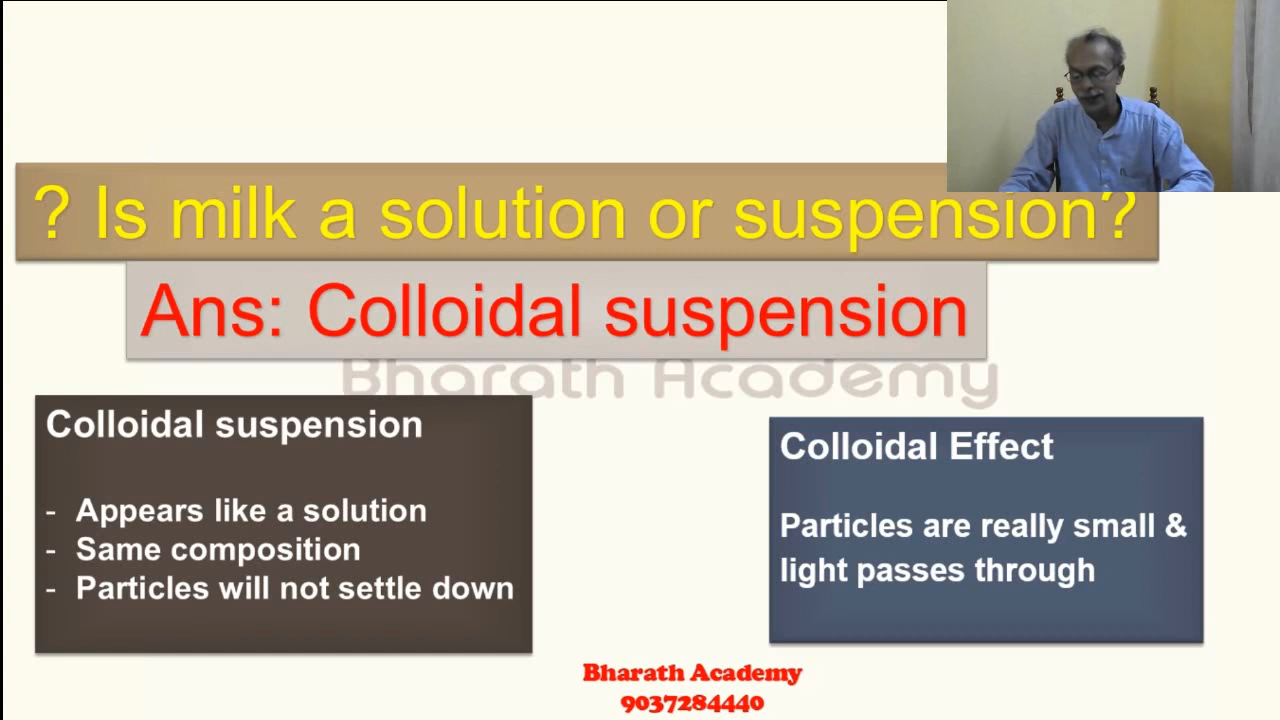 ? Is milk a solution or suspension?
Ans: Colloidal suspension
Bharath Academy
Colloidal suspension
- Appears like a solution
- Same composition
- Particles will not settle down
Colloidal Effect
Particles are really small &
light passes through
Bharath Academy
9037284440